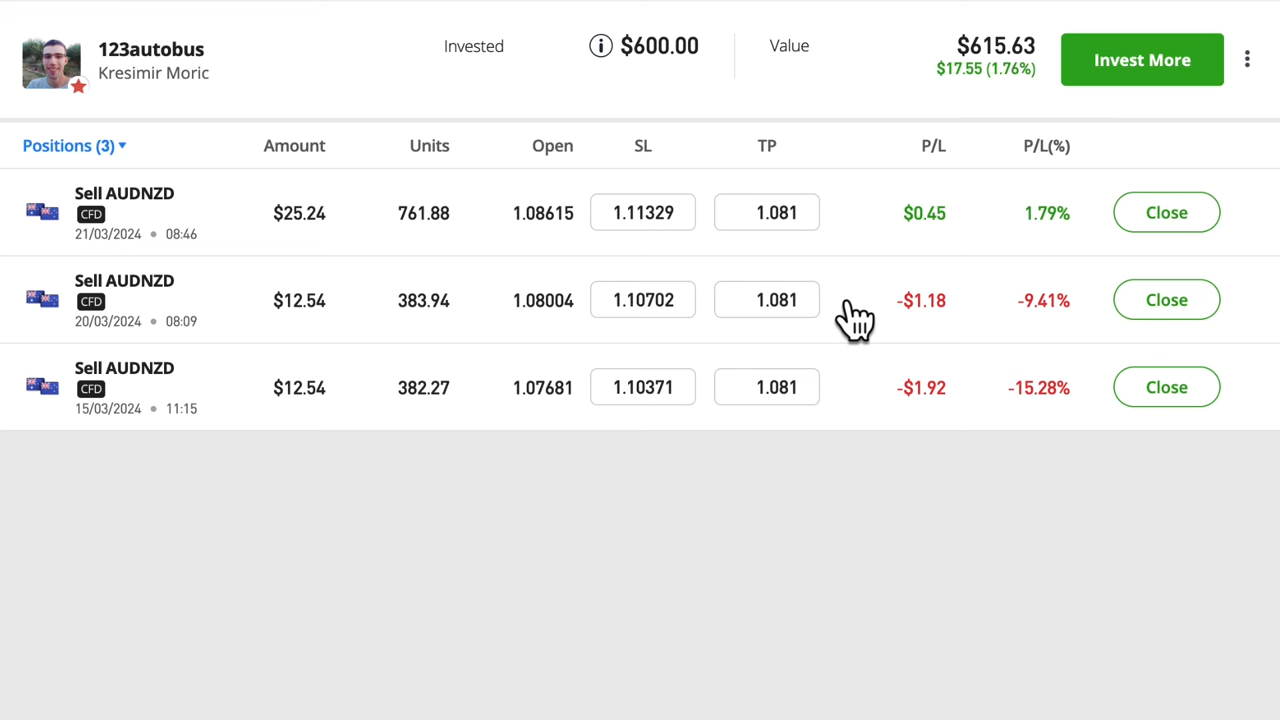 123autobus
Kresimir Moric
Invested
i $600.00
Value
$615.63
$17.55 (1.76%)
Invest More
Positions (3)
Amount Units Open SL TP P/L P/L(%)
Sell AUDNZD
CFD
21/03/2024 • 08:46
$25.24 761.88 1.08615 1.11329 1.081 $0.45 1.79% Close
Sell AUDNZD
CFD
20/03/2024 • 08:09
$12.54 383.94 1.08004 1.10702 1.081 -$1.18 -9.41% Close
Sell AUDNZD
CFD
15/03/2024 • 11:15
$12.54 382.27 1.07681 1.10371 1.081 -$1.92 -15.28% Close